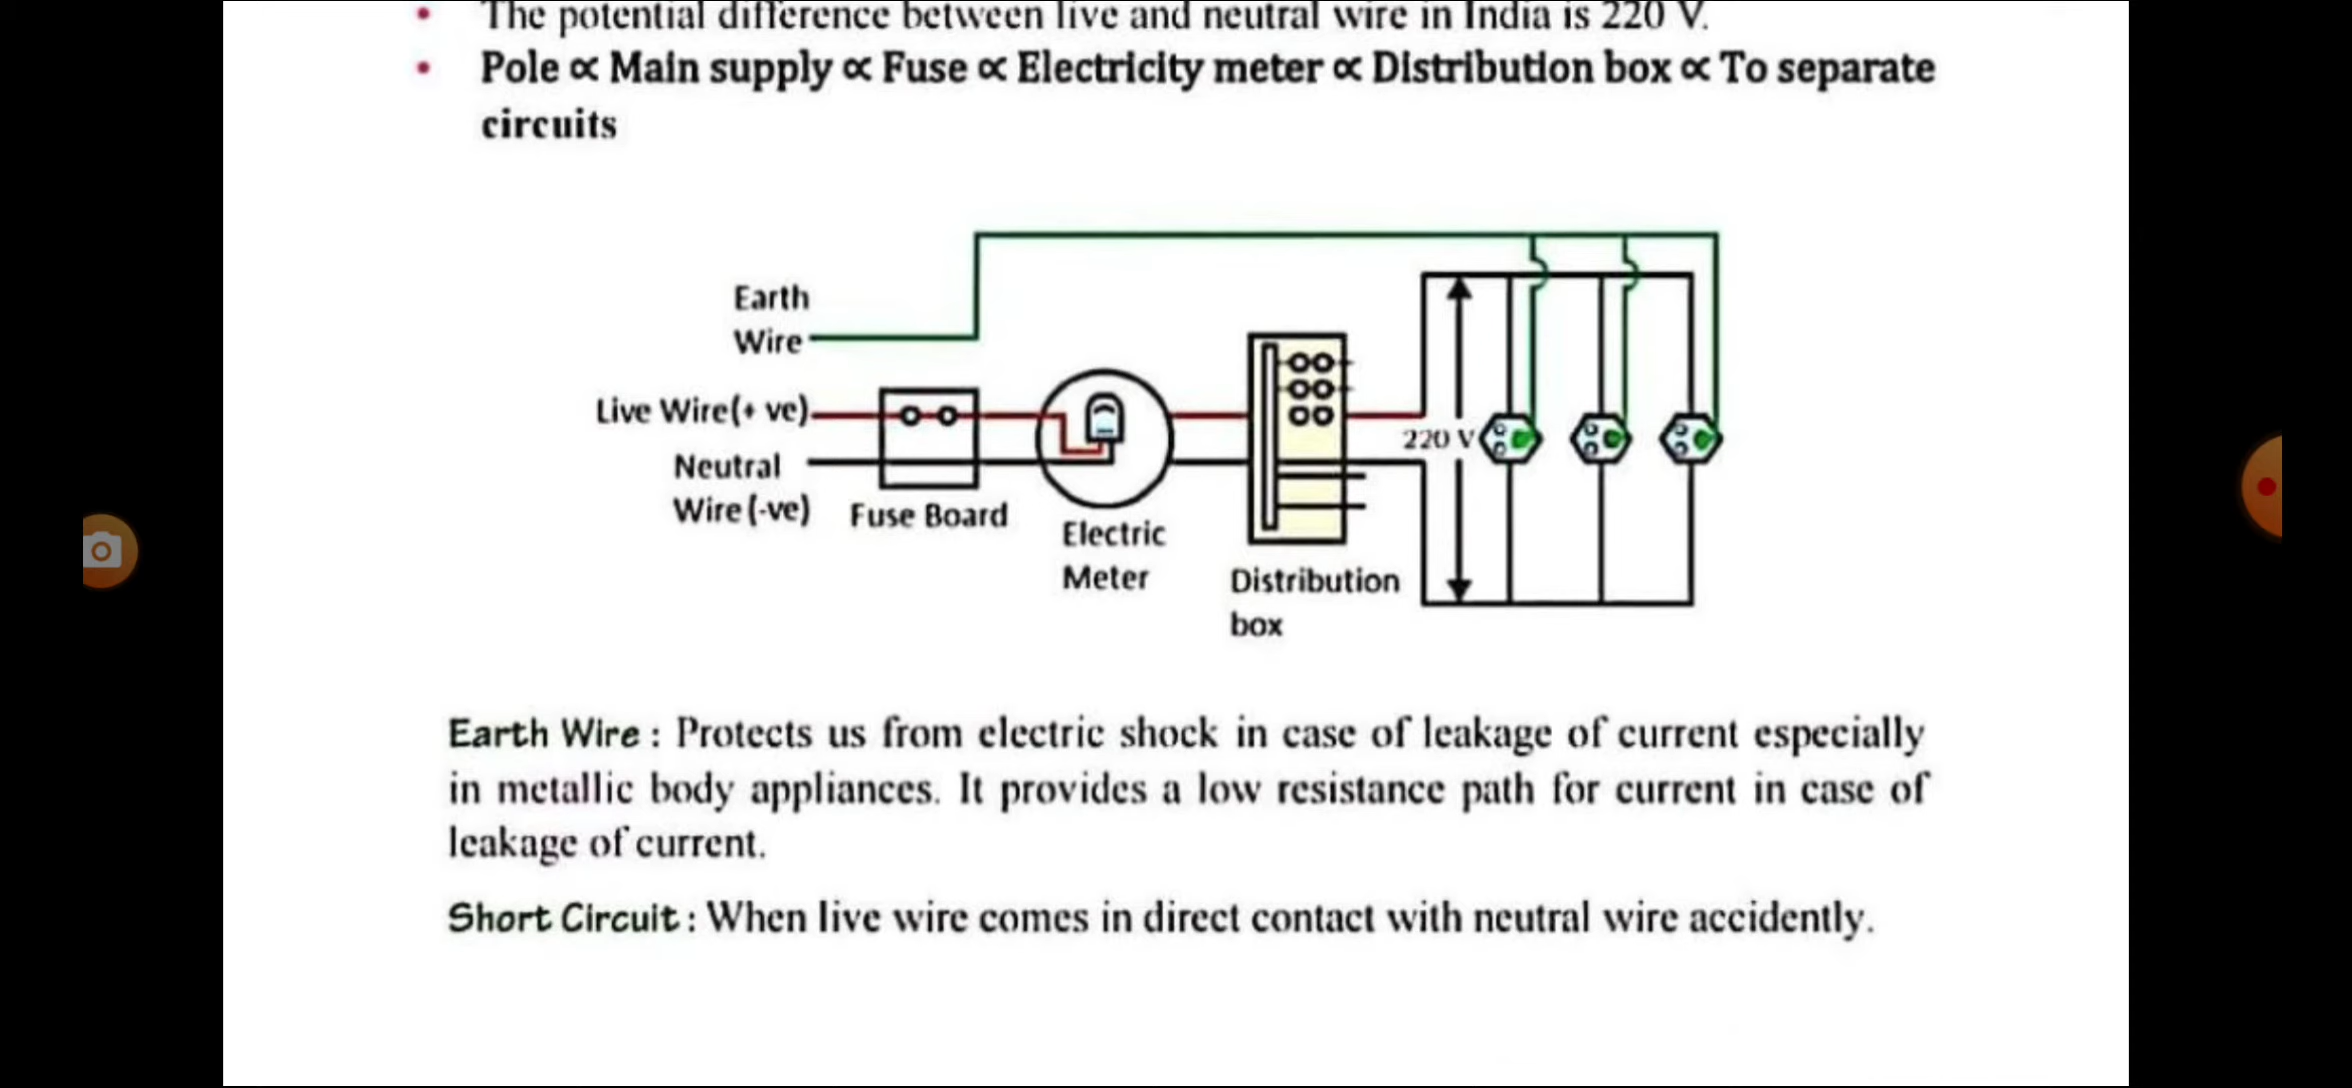 The potential difference between live and neutral wire in India is 220 V.
Pole ∝ Main supply ∝ Fuse ∝ Electricity meter ∝ Distribution box ∝ To separate
circuits
Earth
Wire
Live Wire(+ ve)
Neutral
Wire (-ve)
Fuse Board
Electric
Meter
Distribution
box
220 V
Earth Wire : Protects us from electric shock in case of leakage of current especially
in metallic body appliances. It provides a low resistance path for current in case of
leakage of current.
Short Circuit : When live wire comes in direct contact with neutral wire accidently.